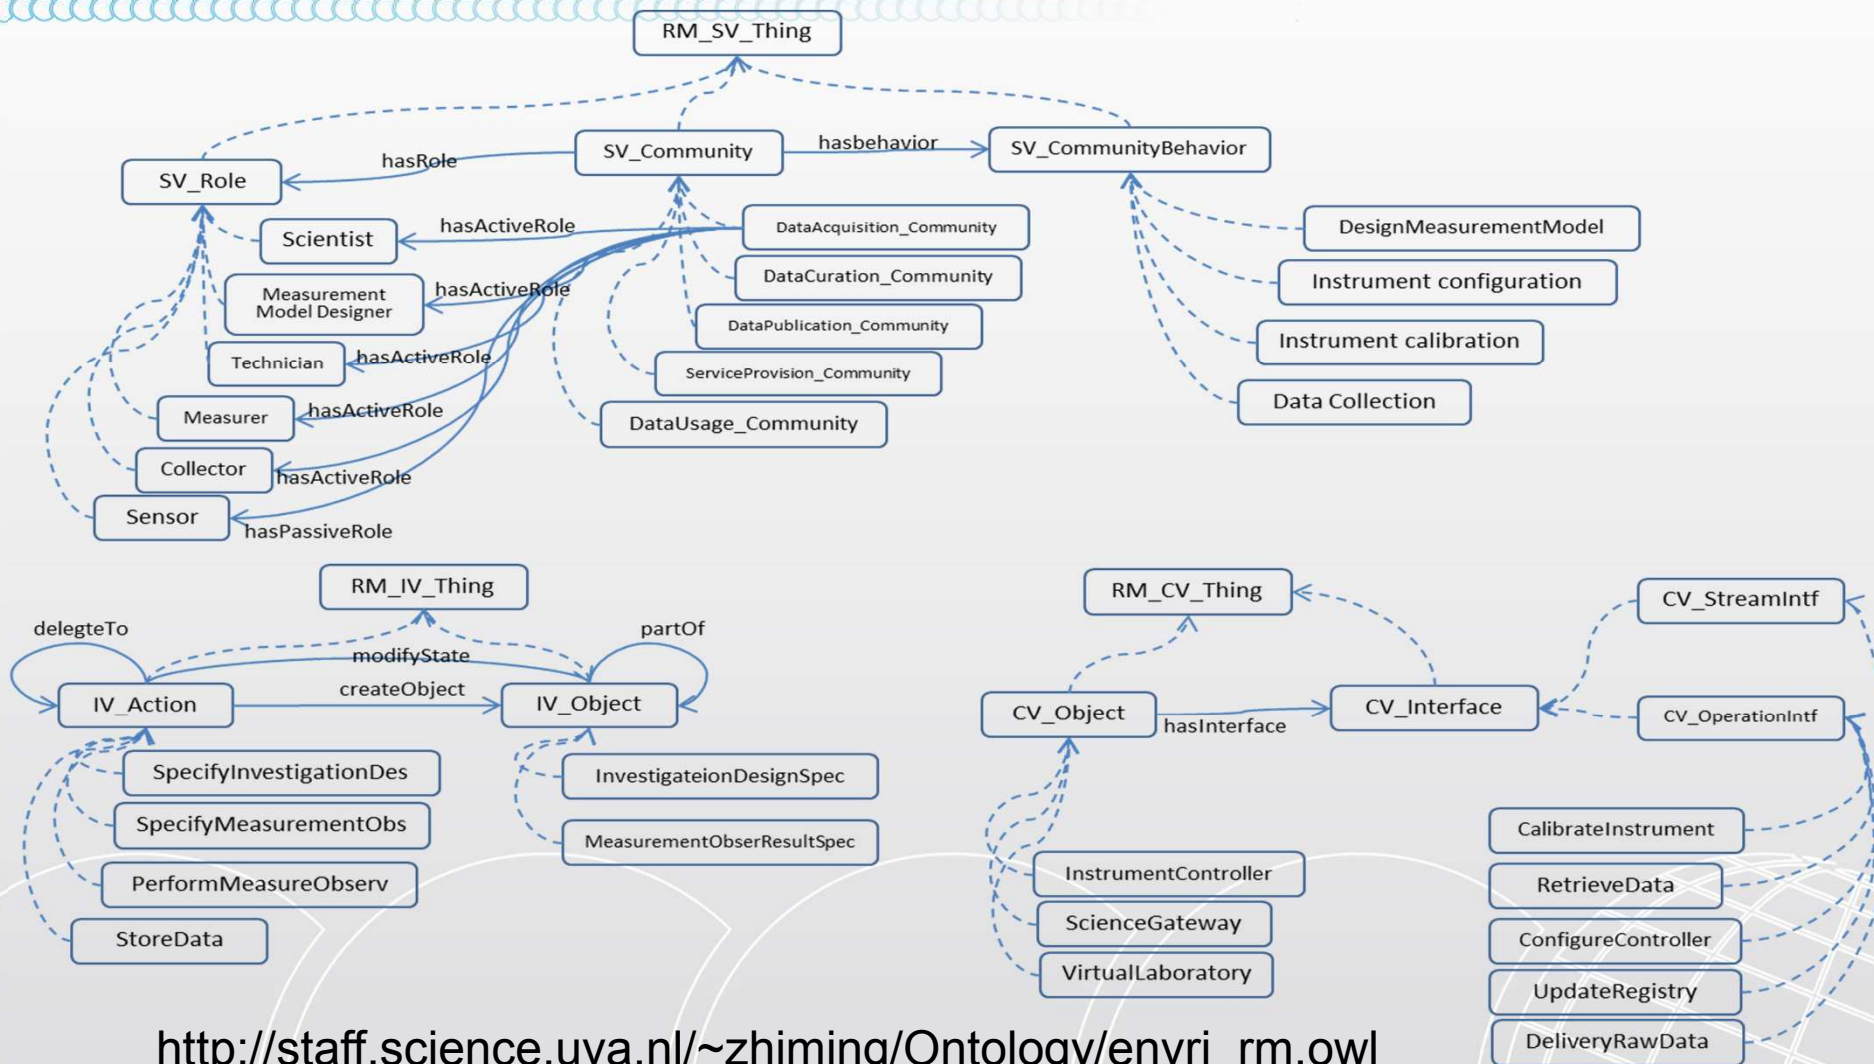 RM_SV_Thing
SV_Role
hasRole
SV_Community
hasbehavior
SV_CommunityBehavior
Scientist
hasActiveRole
DataAcquisition_Community
DesignMeasurementModel
Measurement
Model Designer
hasActiveRole
DataCuration_Community
Instrument configuration
DataPublication_Community
Technician
hasActiveRole
Instrument calibration
ServiceProvision_Community
Measurer
hasActiveRole
DataUsage_Community
Data Collection
Collector
hasActiveRole
Sensor
hasPassiveRole
RM_IV_Thing
delegteTo
modifyState
partOf
IV_Action
createObject
IV_Object
SpecifyInvestigationDes
InvestigateionDesignSpec
SpecifyMeasurementObs
MeasurementObserResultSpec
PerformMeasureObserv
StoreData
RM_CV_Thing
CV_StreamIntf
CV_Object
hasInterface
CV_Interface
CV_OperationIntf
CalibrateInstrument
InstrumentController
RetrieveData
ScienceGateway
ConfigureController
VirtualLaboratory
UpdateRegistry
DeliveryRawData
http://staff.science.uva.nl/~zhiming/Ontology/envri_rm.owl